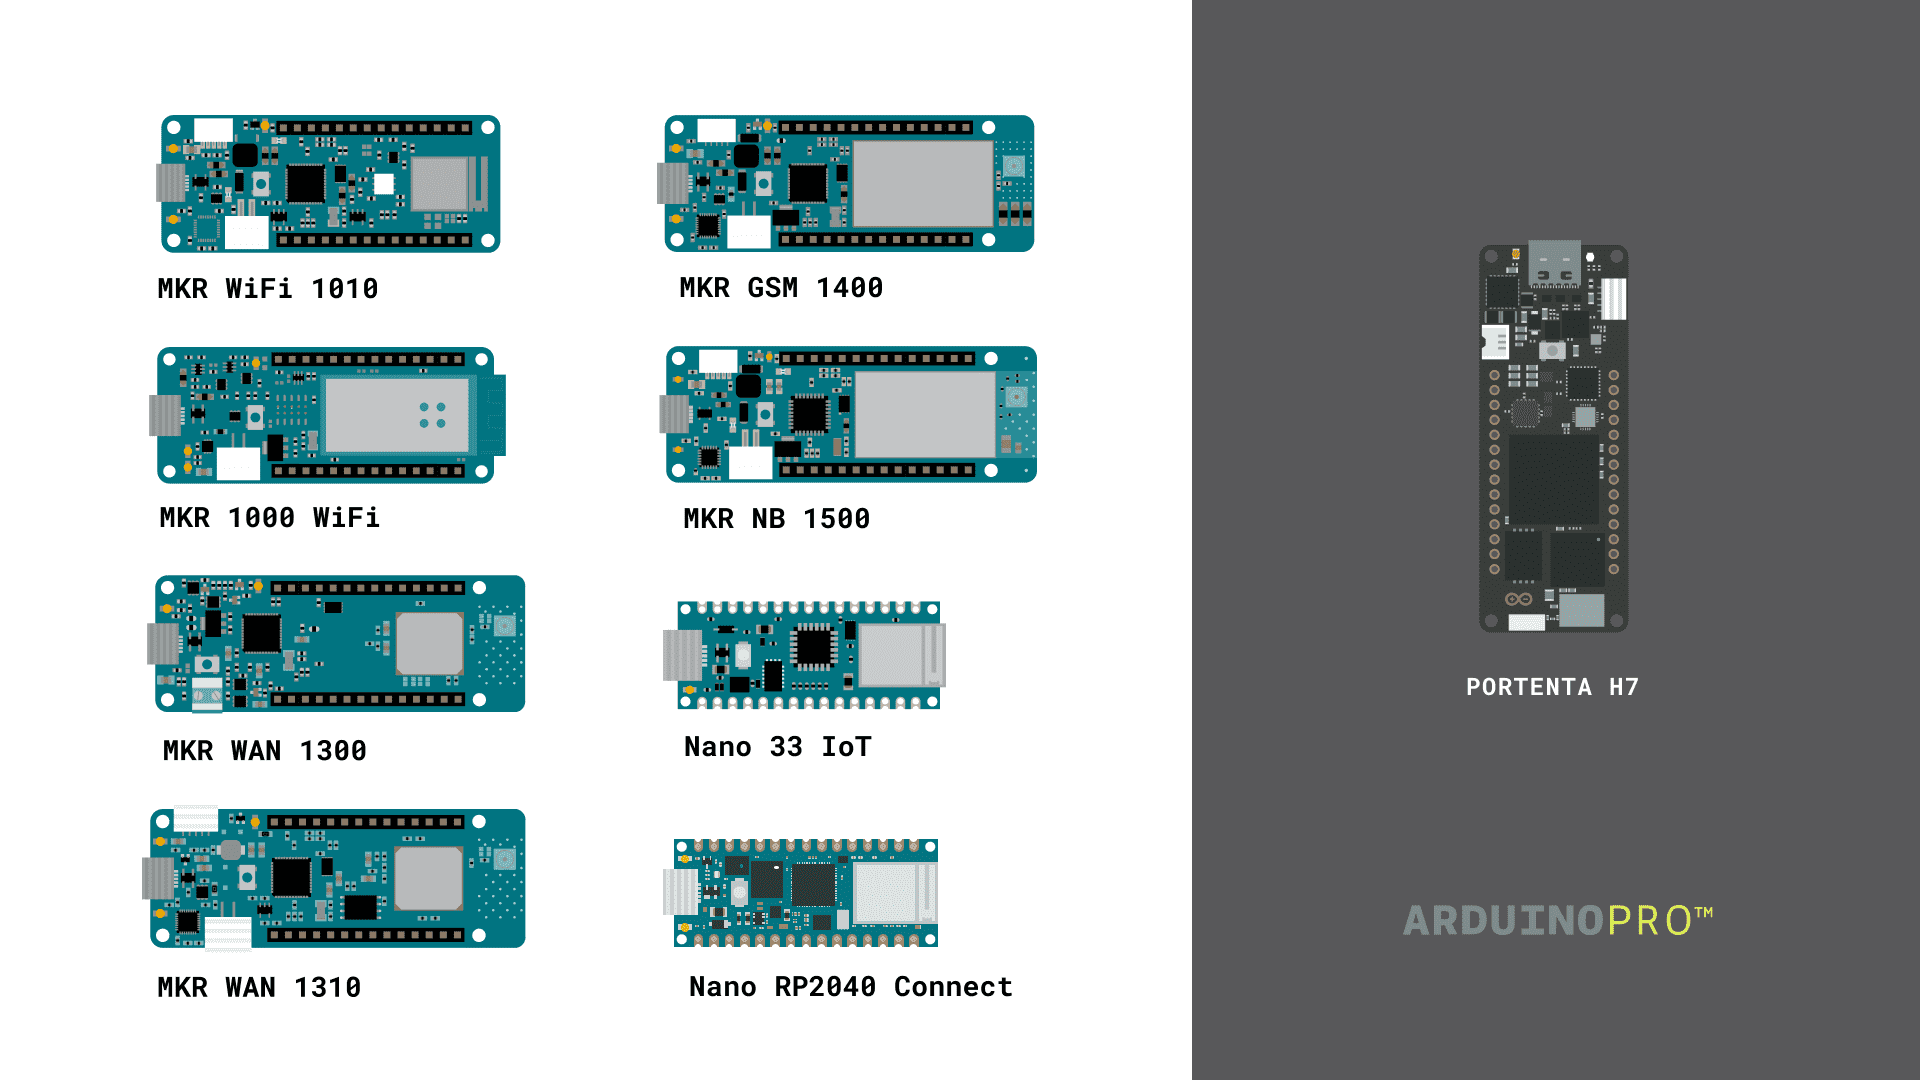 MKR WiFi 1010
MKR GSM 1400
MKR 1000 WiFi
MKR NB 1500
MKR WAN 1300
Nano 33 IoT
MKR WAN 1310
Nano RP2040 Connect
PORTENTA H7
ARDUINOPRO™